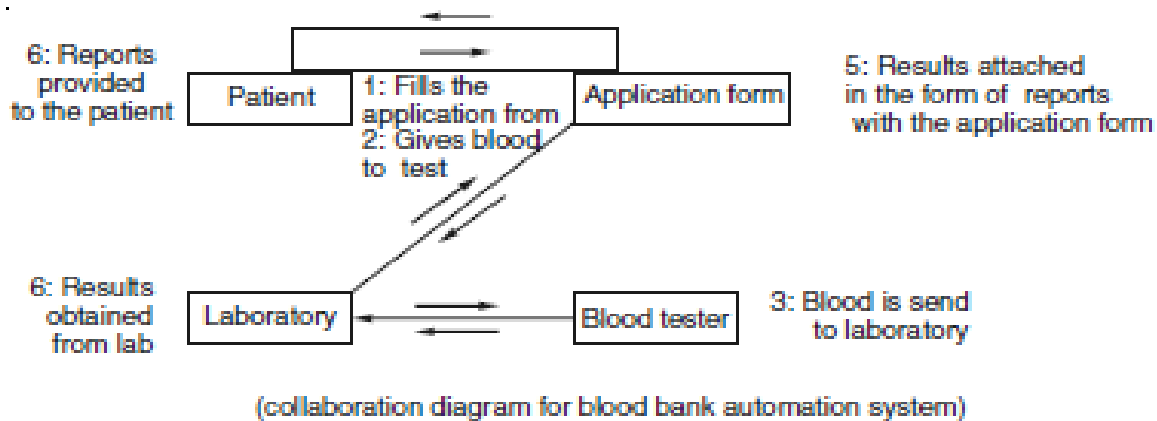 6: Reports
provided
to the patient
Patient
1: Fills the
application from
2: Gives blood
to test
Application form
5: Results attached
in the form of reports
with the application form
6: Results
obtained
from lab
Laboratory
Blood tester
3: Blood is send
to laboratory
(collaboration diagram for blood bank automation system)